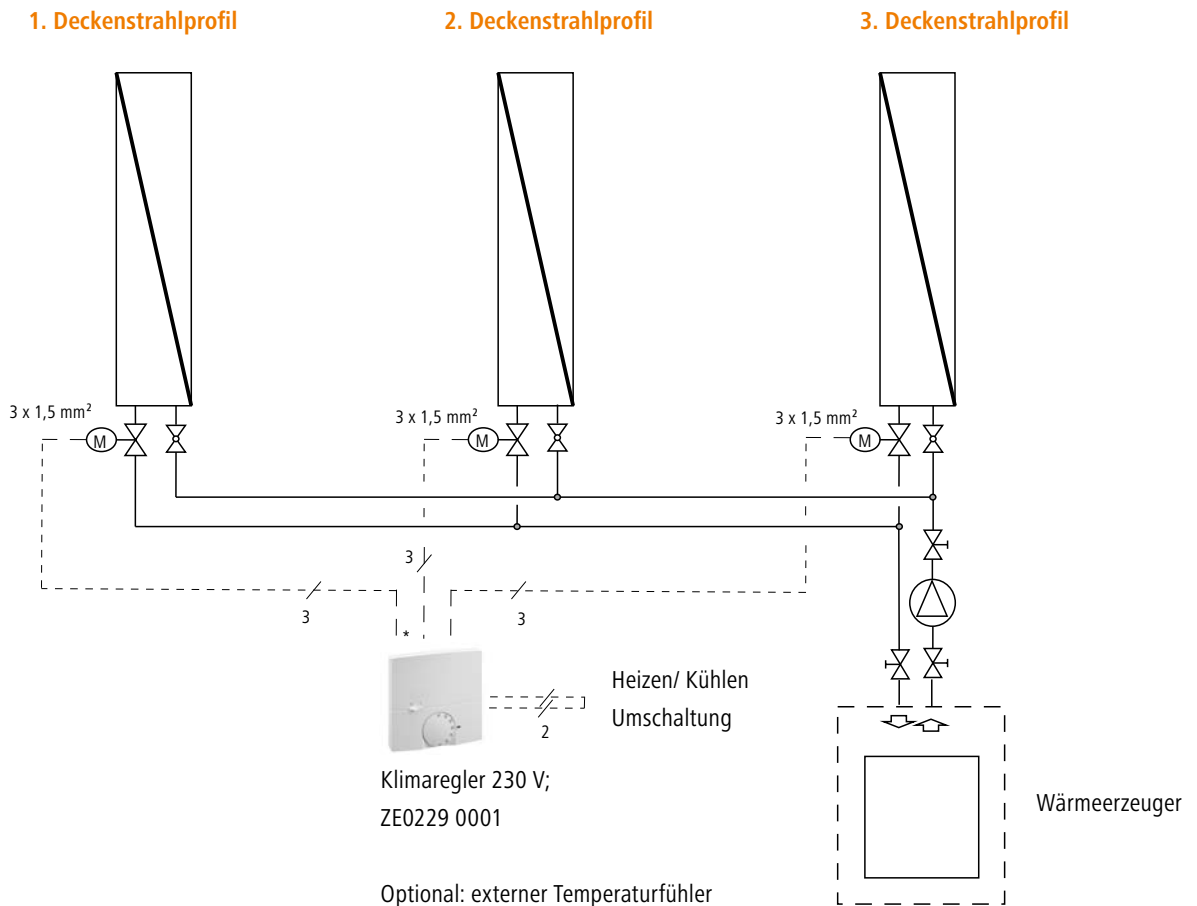 1. Deckenstrahlprofil
2. Deckenstrahlprofil
3. Deckenstrahlprofil
3 x 1,5 mm²
3 x 1,5 mm²
3 x 1,5 mm²
M
M
M
3
3
3
*
2
Heizen/ Kühlen
Umschaltung
Klimaregler 230 V;
ZE0229 0001
Wärmeerzeuger
Optional: externer Temperaturfühler